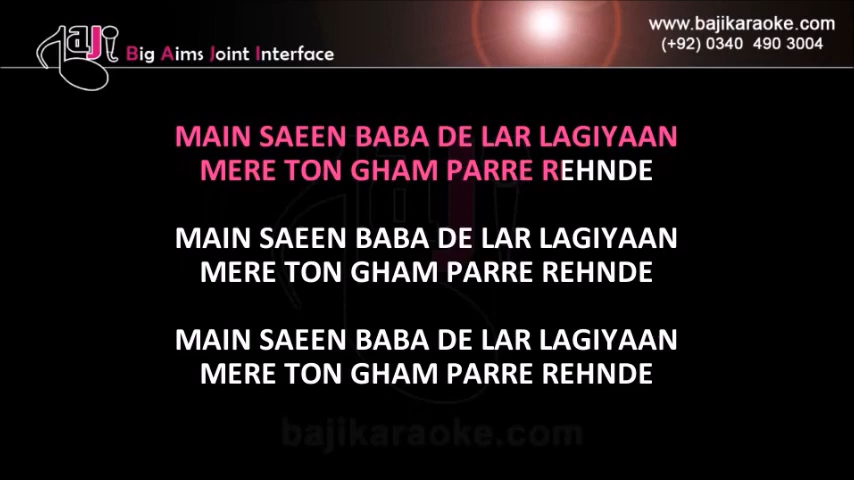 Baji Big Aims Joint Interface
www.bajikaraoke.com
(+92) 0340 490 3004
MAIN SAEEN BABA DE LAR LAGIYAAN
MERE TON GHAM PARRE REHNDE
MAIN SAEEN BABA DE LAR LAGIYAAN
MERE TON GHAM PARRE REHNDE
MAIN SAEEN BABA DE LAR LAGIYAAN
MERE TON GHAM PARRE REHNDE
bajikaraoke.com